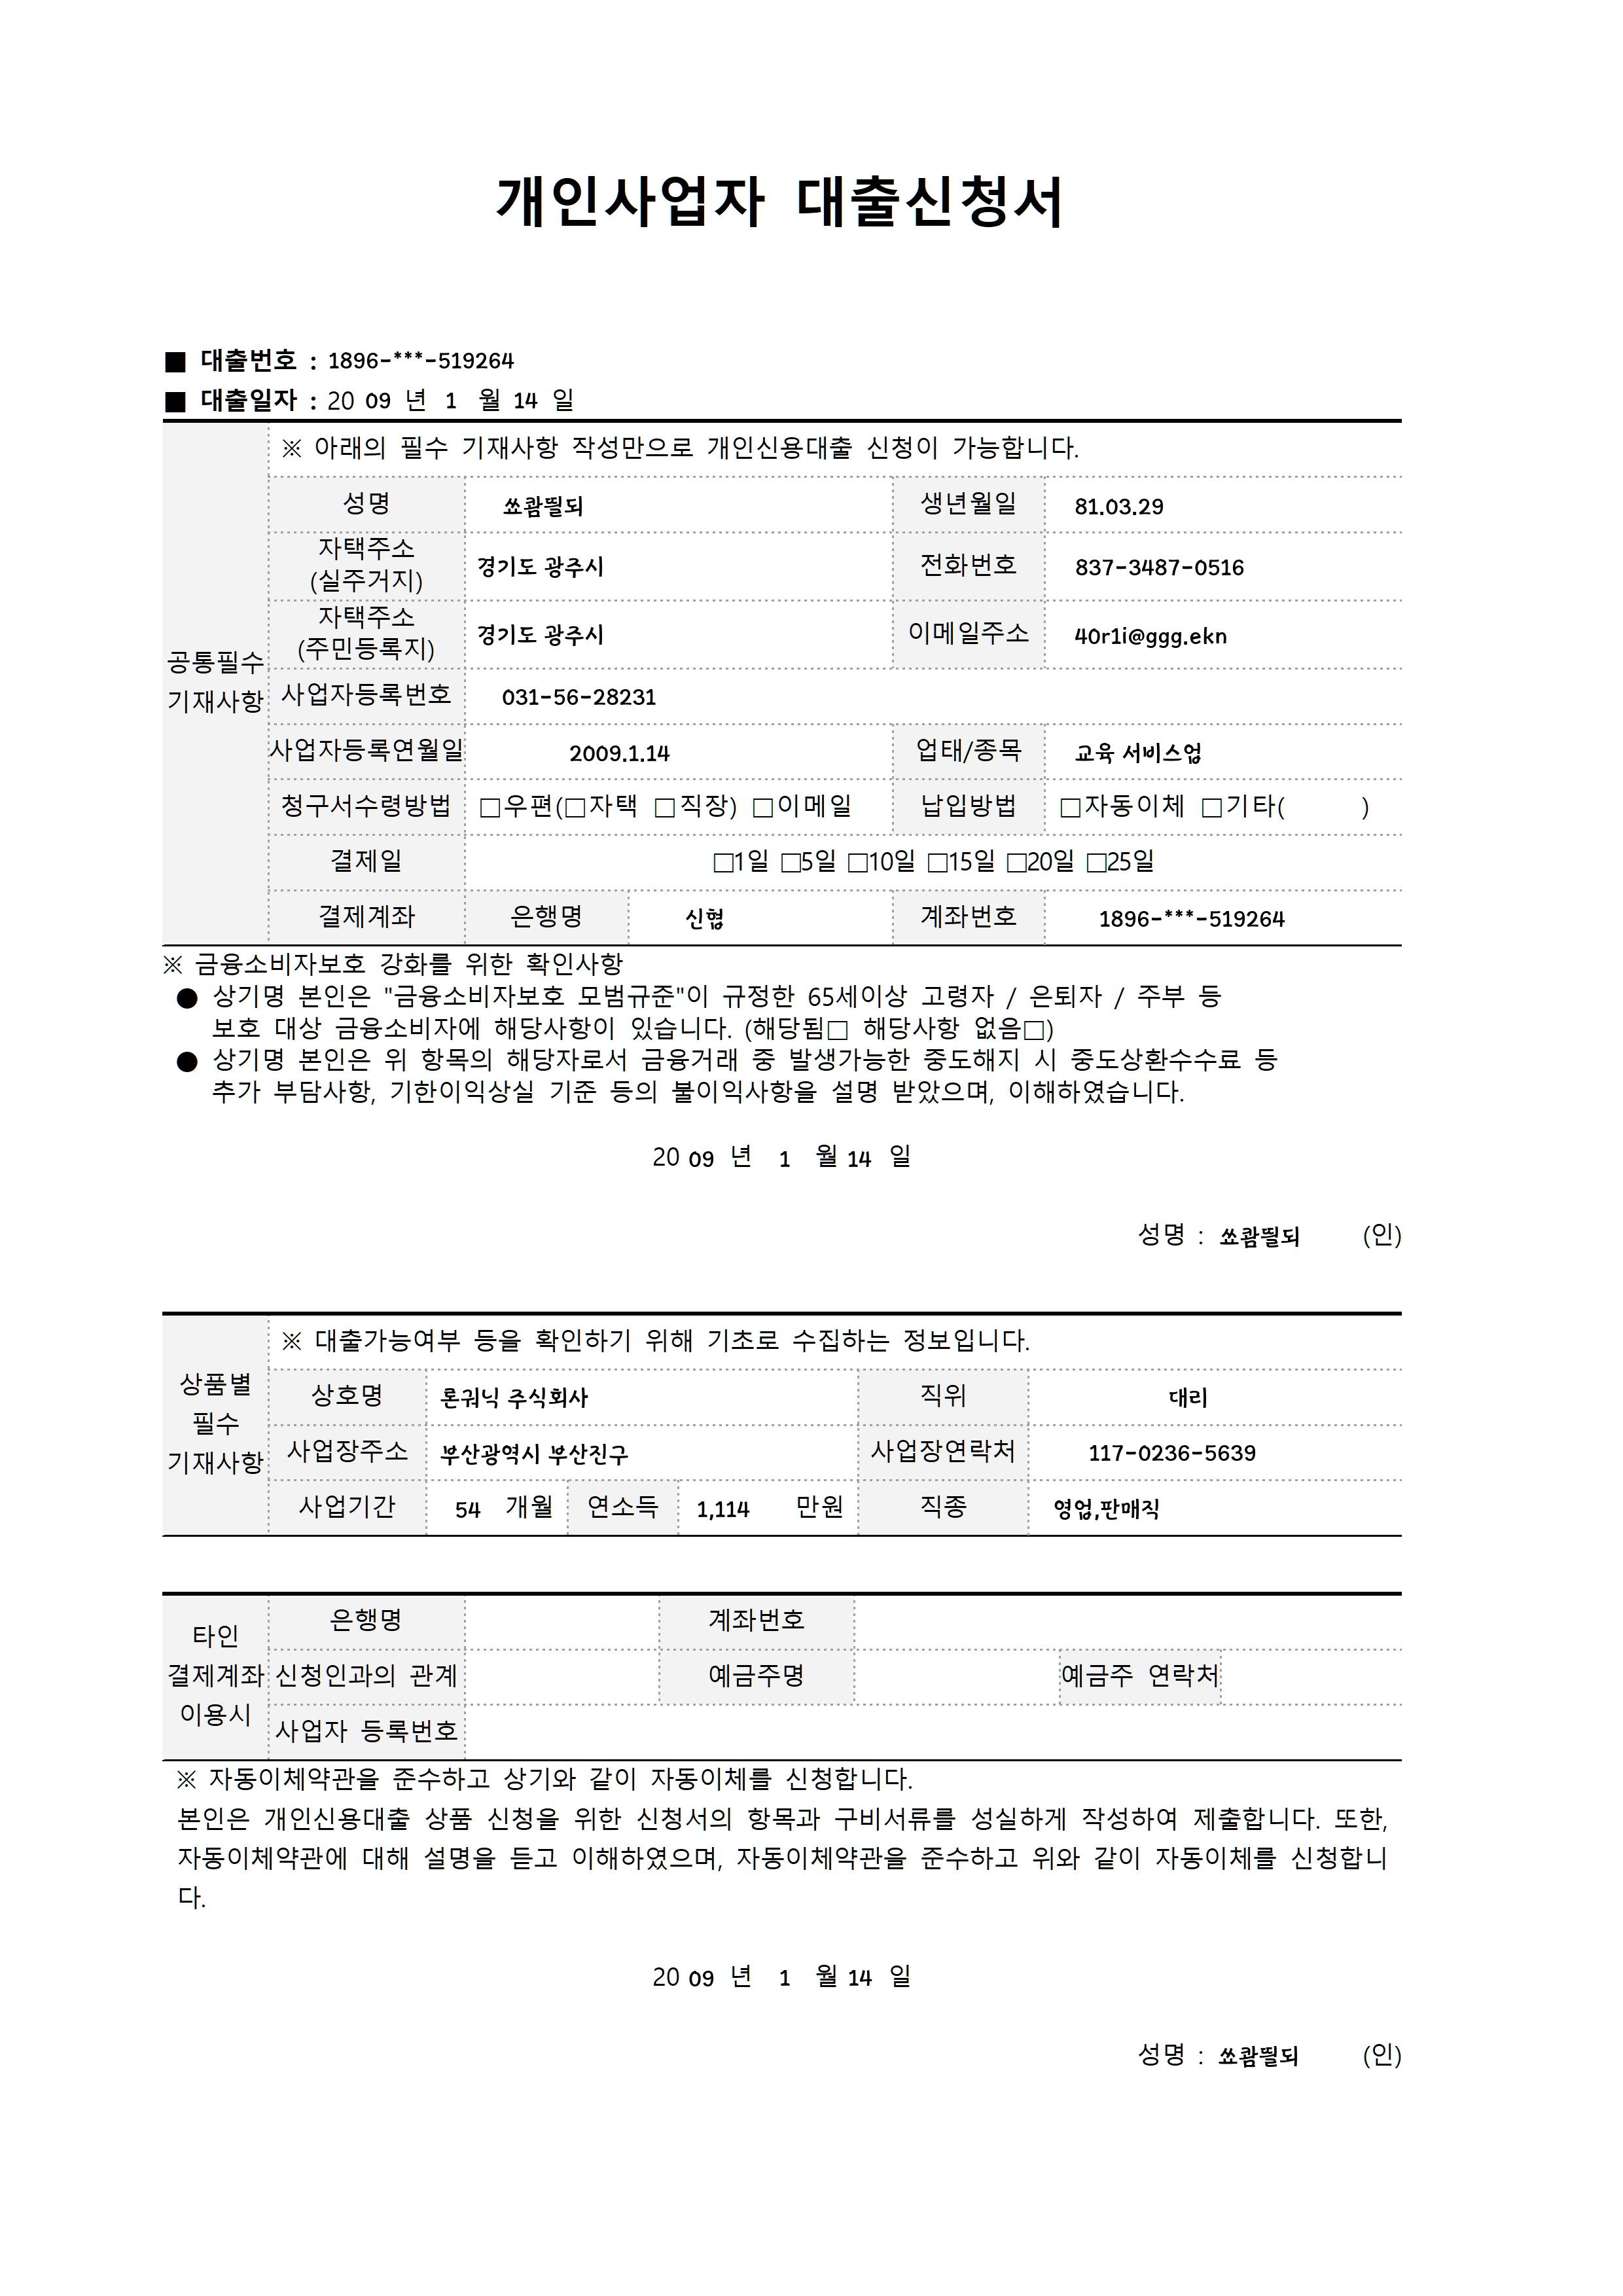 개인사업자 대출신청서
■ 대출번호 : 1896-***-519264
■ 대출일자 : 20 09 년 1 월 14 일
※ 아래의 필수 기재사항 작성만으로 개인신용대출 신청이 가능합니다.
공통필수 기재사항
성명 쑈콺띌되 생년월일 81.03.29
자택주소 (실주거지) 경기도 광주시 전화번호 837-3487-0516
자택주소 (주민등록지) 경기도 광주시 이메일주소 40r1i@ggg.ekn
사업자등록번호 031-56-28231
사업자등록연월일 2009.1.14 업태/종목 교육 서비스업
청구서수령방법 □우편(□자택 □직장) □이메일 납입방법 □자동이체 □기타( )
결제일 □1일 □5일 □10일 □15일 □20일 □25일
결제계좌 은행명 신협 계좌번호 1896-***-519264
※ 금융소비자보호 강화를 위한 확인사항
● 상기명 본인은 "금융소비자보호 모범규준"이 규정한 65세이상 고령자 / 은퇴자 / 주부 등
보호 대상 금융소비자에 해당사항이 있습니다. (해당됨□ 해당사항 없음□)
● 상기명 본인은 위 항목의 해당자로서 금융거래 중 발생가능한 중도해지 시 중도상환수수료 등
추가 부담사항, 기한이익상실 기준 등의 불이익사항을 설명 받았으며, 이해하였습니다.
20 09 년 1 월 14 일
성명 : 쑈콺띌되 (인)
※ 대출가능여부 등을 확인하기 위해 기초로 수집하는 정보입니다.
상품별 필수 기재사항
상호명 론궈닉 주식회사 직위 대리
사업장주소 부산광역시 부산진구 사업장연락처 117-0236-5639
사업기간 54 개월 연소득 1,114 만원 직종 영업,판매직
타인 결제계좌 이용시
은행명 계좌번호
신청인과의 관계 예금주명 예금주 연락처
사업자 등록번호
※ 자동이체약관을 준수하고 상기와 같이 자동이체를 신청합니다.
본인은 개인신용대출 상품 신청을 위한 신청서의 항목과 구비서류를 성실하게 작성하여 제출합니다. 또한,
자동이체약관에 대해 설명을 듣고 이해하였으며, 자동이체약관을 준수하고 위와 같이 자동이체를 신청합니
다.
20 09 년 1 월 14 일
성명 : 쑈콺띌되 (인)